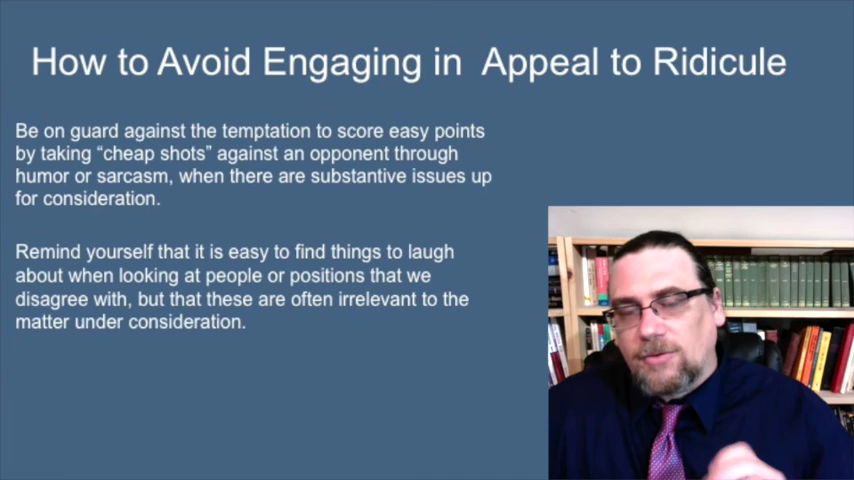 How to Avoid Engaging in Appeal to Ridicule
Be on guard against the temptation to score easy points
by taking “cheap shots” against an opponent through
humor or sarcasm, when there are substantive issues up
for consideration.
Remind yourself that it is easy to find things to laugh
about when looking at people or positions that we
disagree with, but that these are often irrelevant to the
matter under consideration.